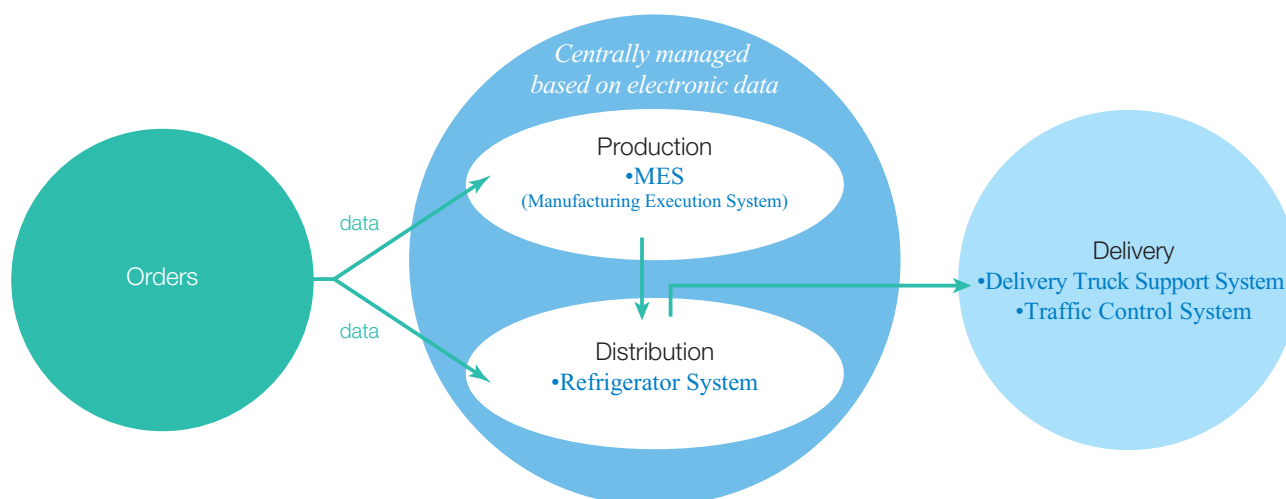 Centrally managed
based on electronic data
Production
•MES
(Manufacturing Execution System)
data
Orders
data
Distribution
•Refrigerator System
Delivery
•Delivery Truck Support System
•Traffic Control System